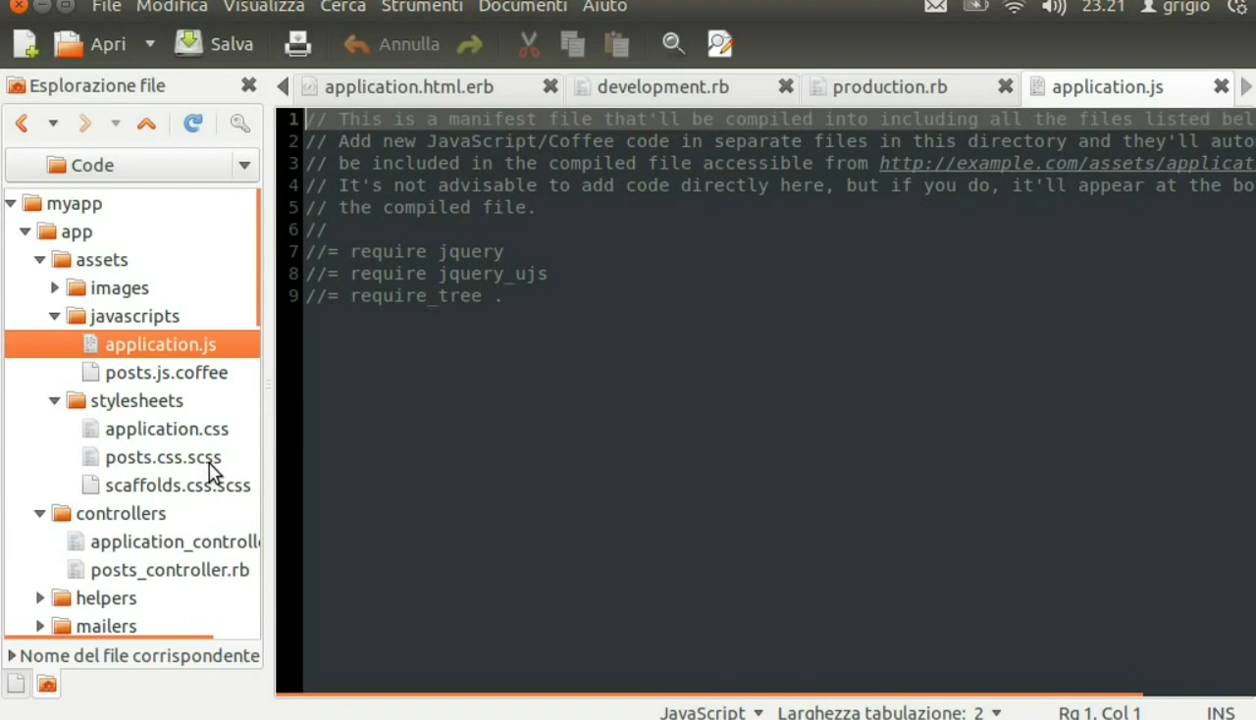 File Modifica Visualizza Cerca Strumenti Documenti Aiuto 23.21 grigio
Apri Salva Annulla
Esplorazione file
application.html.erb development.rb production.rb application.js
Code
myapp
app
assets
images
javascripts
application.js
posts.js.coffee
stylesheets
application.css
posts.css.scss
scaffolds.css.scss
controllers
application_controlle
posts_controller.rb
helpers
mailers
Nome del file corrispondente
1 // This is a manifest file that'll be compiled into including all the files listed bel
2 // Add new JavaScript/Coffee code in separate files in this directory and they'll auto
3 // be included in the compiled file accessible from http://example.com/assets/applicat
4 // It's not advisable to add code directly here, but if you do, it'll appear at the bo
5 // the compiled file.
6 //
7 //= require jquery
8 //= require jquery_ujs
9 //= require_tree .
JavaScript Larghezza tabulazione: 2 Rg 1, Col 1 INS